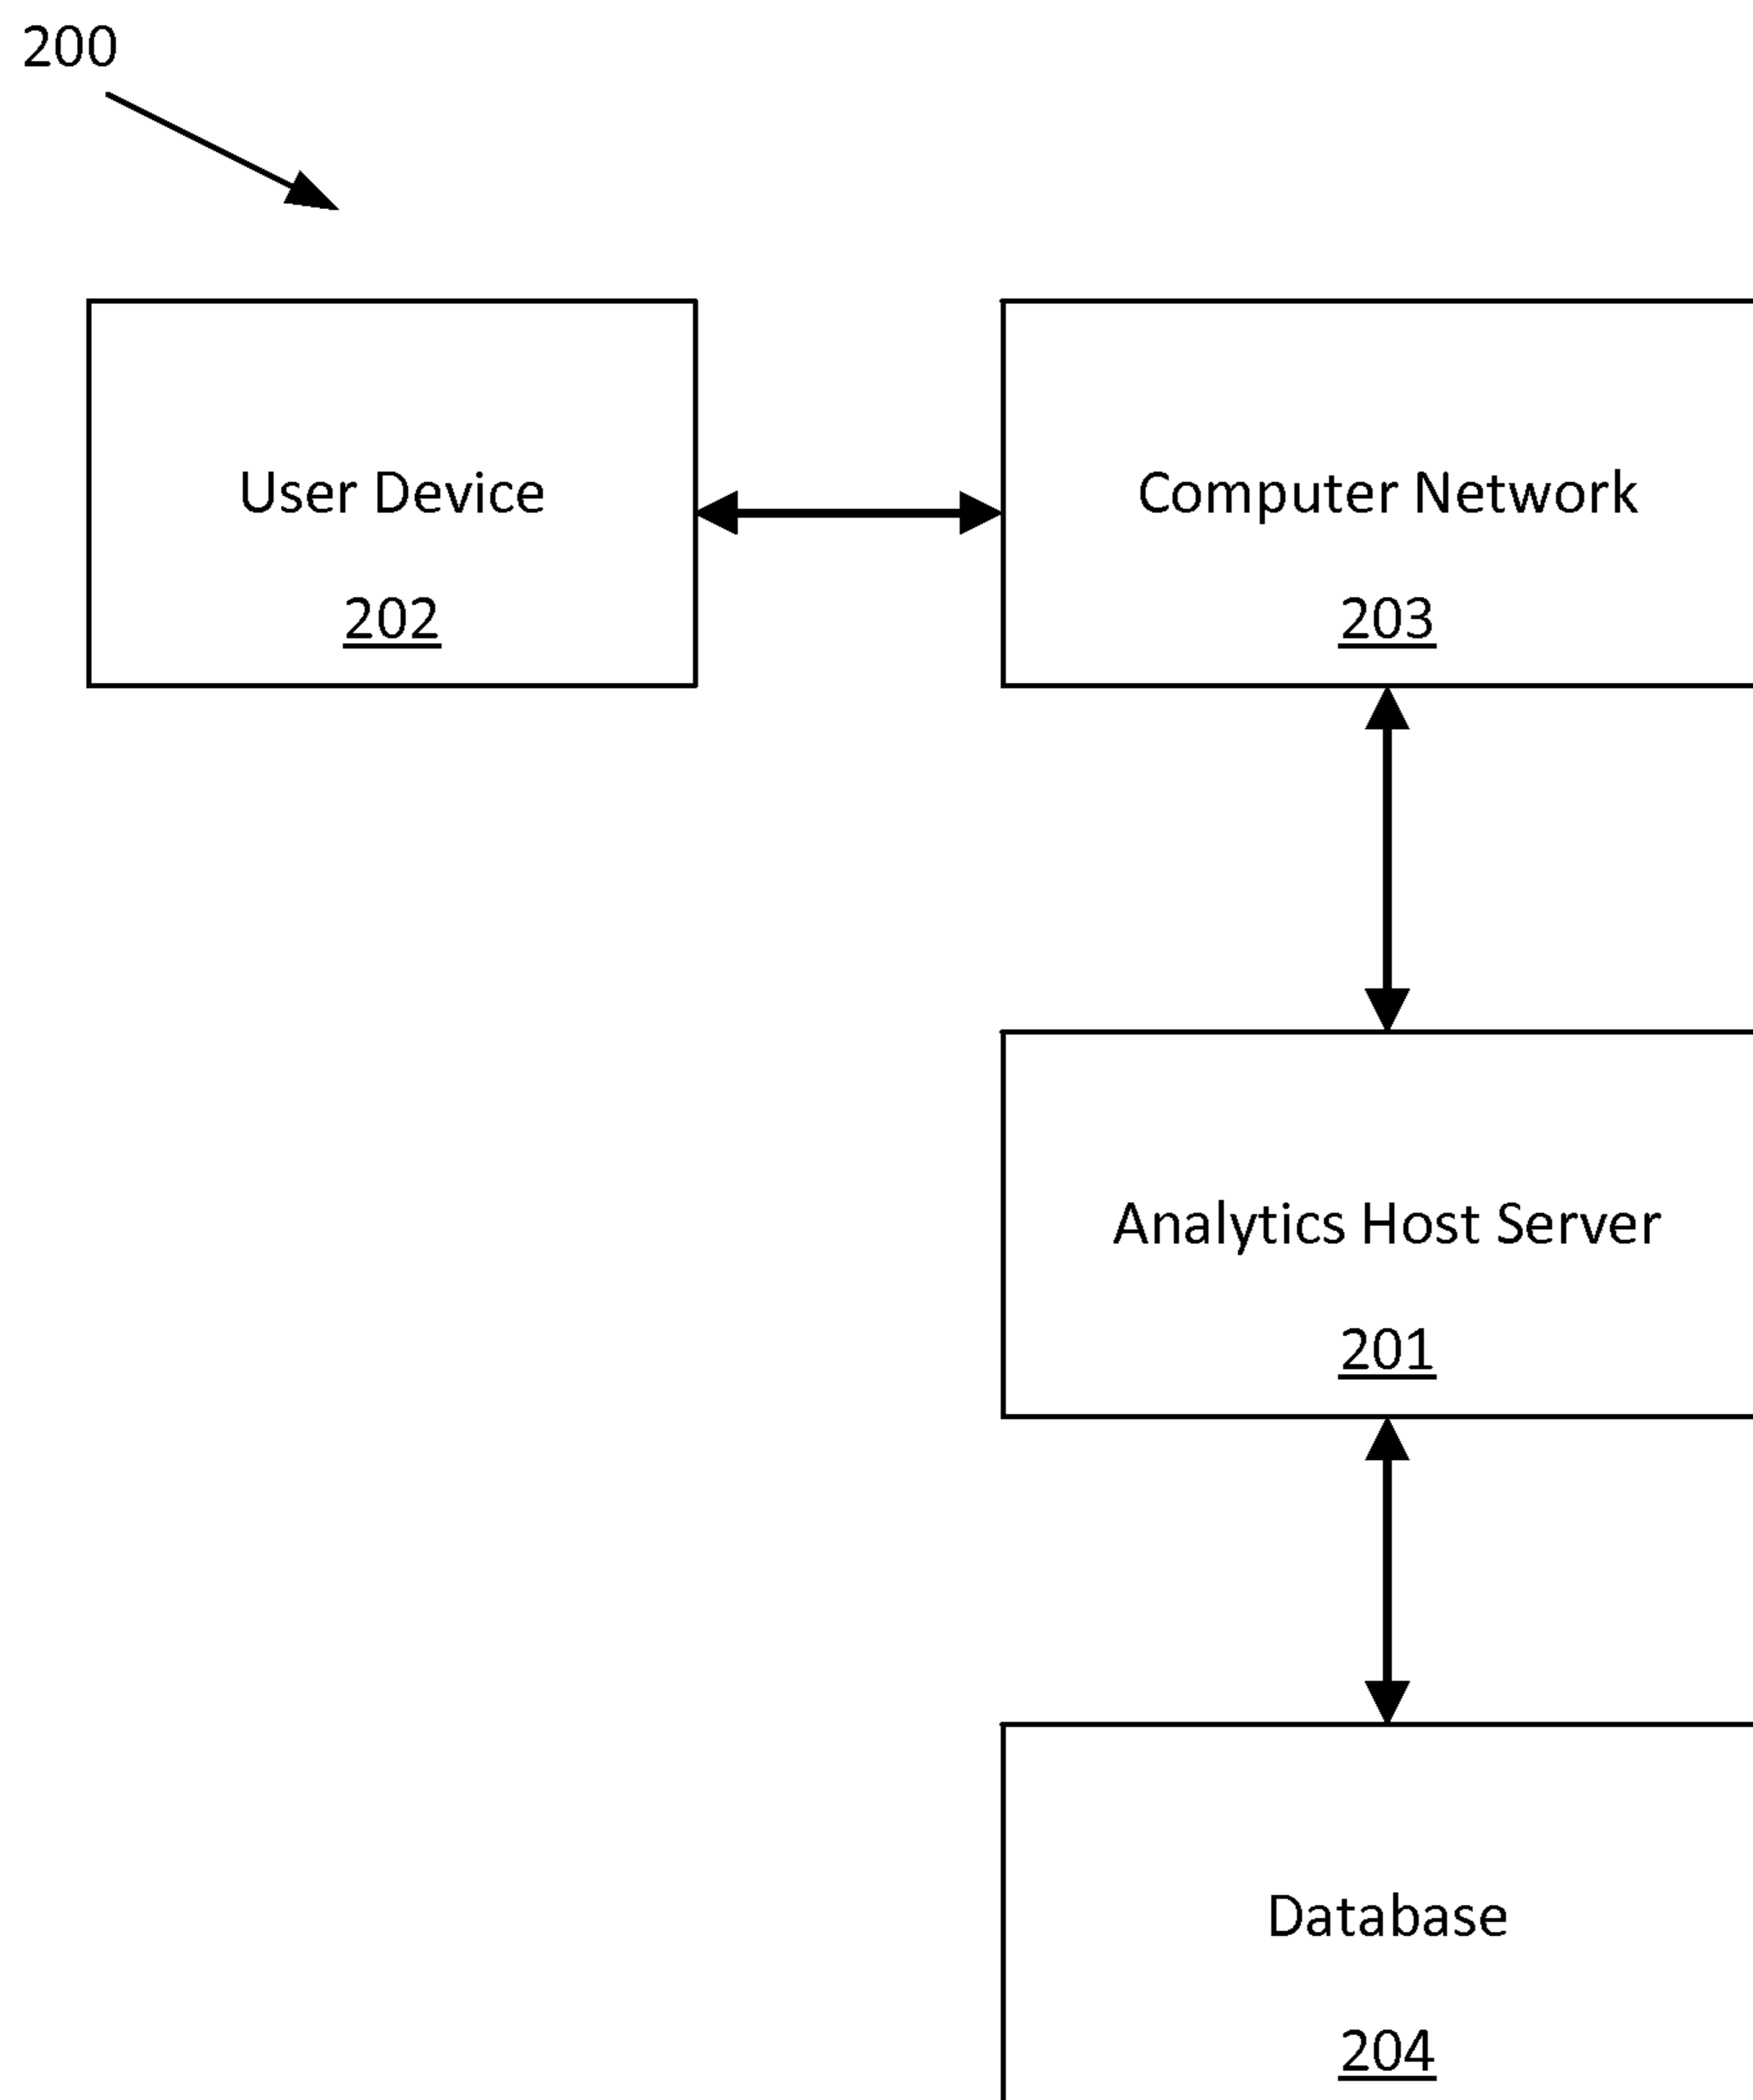 200
User Device
202
Computer Network
203
Analytics Host Server
201
Database
204